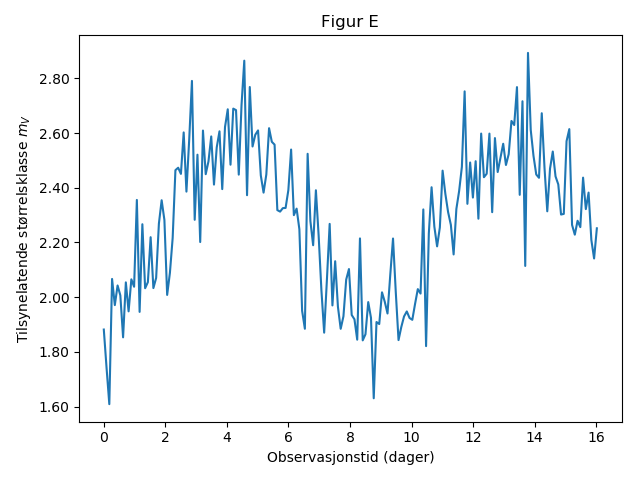 Figur E
Tilsynelatende størrelsklasse $m_V$
2.80
2.60
2.40
2.20
2.00
1.80
1.60
0 2 4 6 8 10 12 14 16
Observasjonstid (dager)